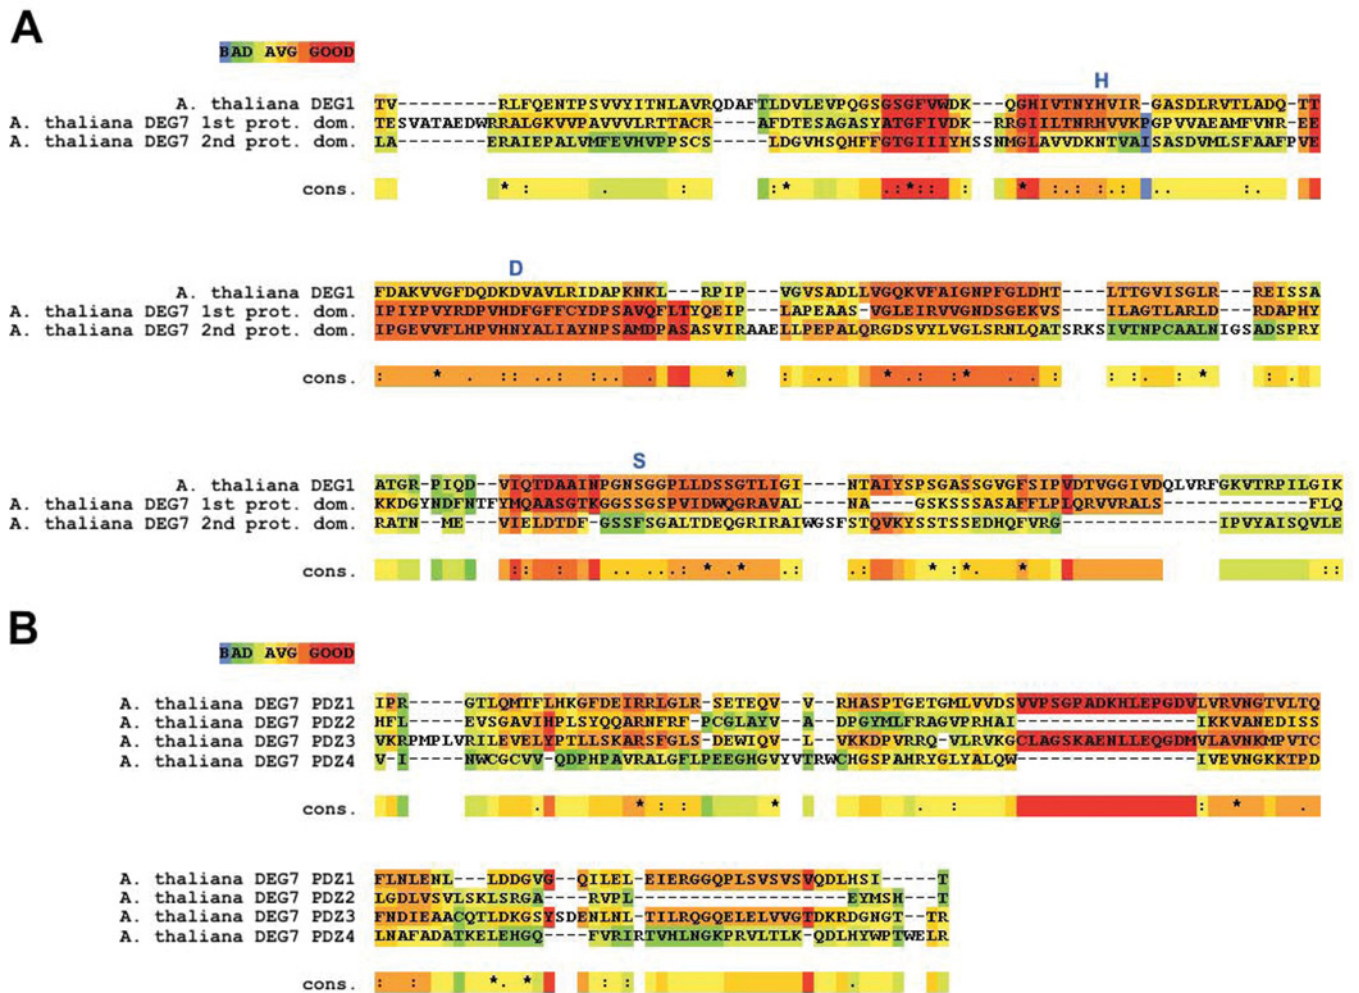 A
BAD AVG GOOD
H
A. thaliana DEG1 TV---------RLFQENTPSVVYITNLAVRQDAFTLDVLEVPQGSGSGFVWDK---QGHIVTNYHVIR-GASDLRVTLADQ-TT
A. thaliana DEG7 1st prot. dom. TESVATAEDWRRALGKVVPAVVVLRTTACR----AFDTESAGASYATGFIVDK--RRGIILTNRHVVKPGPVVAEAMFVNR-EE
A. thaliana DEG7 2nd prot. dom. LA--------ERAIEPALVMFEVHVPPSCS-----LDGVHSQHFFGTGIIIYHSSNMGLAVVDKNTVAISASDVMLSFAAFPVE
cons. * : . : :* .:*:: : * :.:: .: .. :.
D
A. thaliana DEG1 FDAKVVGFDQDKDVAVLRIDAPKNKL---RPIP---VGVSADLLVGQKVFAIGNPFGLDHT----LTTGVISGLR---REISSA
A. thaliana DEG7 1st prot. dom. IPIYPVYRDPVHDFGFFCYDPSAVQFLTYQEIP---LAPEAAS-VGLEIRVVGNDSGEKVS----ILAGTLARLD---RDAPHY
A. thaliana DEG7 2nd prot. dom. IPGEVVFLHPVHNYALIAYNPSAMDPASASVIRAAELLPEPALQRGDSVYLVGLSRNLQATSRKSIVTNPCAALNIGSADSPRY
cons. : * . :: ..: :.. . * : .. * .: :* . . : : :. : * : .
S
A. thaliana DEG1 ATGR-PIQD--VIQTDAAINPGNSGGPLLDSSGTLIGI----NTAIYSPSGASSGVGFSIPVDTVGGIVDQLVRFGKVTRPILGIK
A. thaliana DEG7 1st prot. dom. KKDGYNDFNTFYMQAASGTKGGSSGSPVIDWQGRAVAL----NA----GSKSSSASAFFLPLQRVVRALS-------------FLQ
A. thaliana DEG7 2nd prot. dom. RATN--ME---VIELDTDF-GSSFSGALTDEQGRIRAIWGSFSTQVKYSSTSSEDHQFVRG--------------IPVYAISQVLE
cons. :: : .. ..: * * .: .: * :* * ::
B
BAD AVG GOOD
A. thaliana DEG7 PDZ1 IPR-----GTLQMTFLHKGFDEIRRLGLR-SETEQV--V--RHASPTGETGMLVVDSVVPSGPADKHLEPGDVLVRVNGTVLTQ
A. thaliana DEG7 PDZ2 HFL-----EVSGAVIHPLSYQQARNFRF-PCGLAYV--A--DPGYMLFRAGVPRHAI----------------IKKVANEDISS
A. thaliana DEG7 PDZ3 VKRPMPLVRILEVELYPTLLSKARSFGLS-DEWIQV--L--VKKDPVRRQ-VLRVKGCLAGSKAENLLEQGDMVLAVNKMPVTC
A. thaliana DEG7 PDZ4 V-I-----NWCGCVV-QDPHPAVRALGFLPEEGHGVYVTRWCHGSPAHRYGLYALQW----------------IVEVNGKKTPD
cons. . * : : * . : : * .
A. thaliana DEG7 PDZ1 FLNLENL---LDDGVG--QILEL-EIERGGQPLSVSVSVQDLHSI-----T
A. thaliana DEG7 PDZ2 LGDLVSVLSKLSRGA---RVPL-------------------EYMSH---T
A. thaliana DEG7 PDZ3 FNDIEAACQTLDKGSYSDENLNL-TILRQGQELELVVGTDKRDGNGT--TR
A. thaliana DEG7 PDZ4 LNAFADATKELEHGQ---FVRIRTVHLNGKPRVLTLK-QDLHYWPTWELR
cons. : : *. * : : .